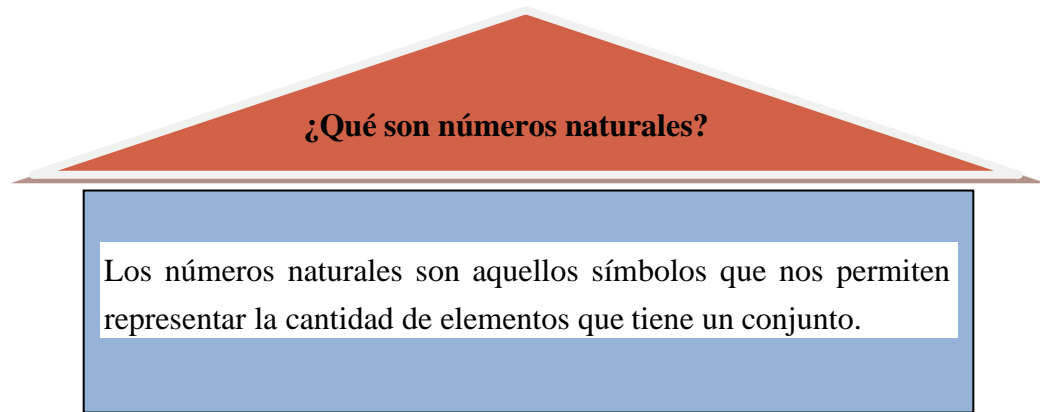 ¿Qué son números naturales?
Los números naturales son aquellos símbolos que nos permiten
representar la cantidad de elementos que tiene un conjunto.